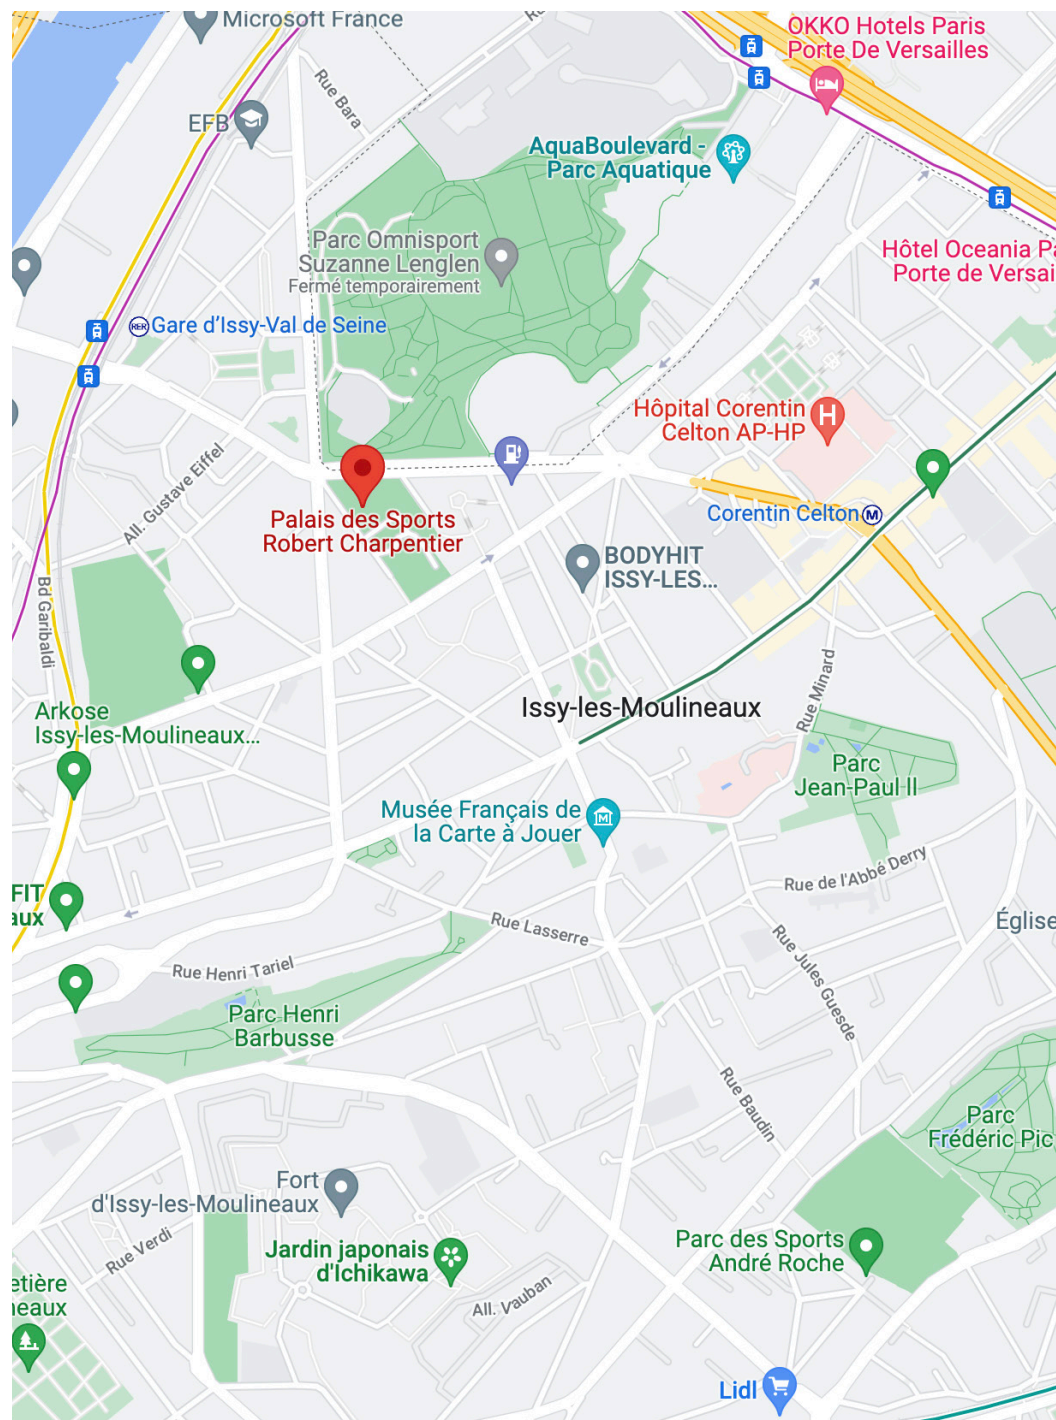 Microsoft France
OKKO Hotels Paris
Porte De Versailles
Rue Bara
EFB
AquaBoulevard -
Parc Aquatique
Parc Omnisport
Suzanne Lenglen
Fermé temporairement
Hôtel Oceania Pa
Porte de Versai
RER
Gare d'Issy-Val de Seine
Hôpital Corentin
Celton AP-HP
H
All. Gustave Eiffel
Corentin Celton
M
Palais des Sports
Robert Charpentier
BODYHIT
ISSY-LES...
Bd Garibaldi
Rue Minard
Issy-les-Moulineaux
Arkose
Issy-les-Moulineaux...
Parc
Jean-Paul II
Musée Français de
la Carte à Jouer
M
Rue de l'Abbé Derry
FIT
aux
Rue Lasserre
Église
Rue Henri Tariel
Rue Jules Guesde
Parc Henri
Barbusse
Rue Baudin
Parc
Frédéric Pic
Fort
d'Issy-les-Moulineaux
Rue Verdi
Jardin japonais
d'Ichikawa
Parc des Sports
André Roche
etière
neaux
All. Vauban
Lidl